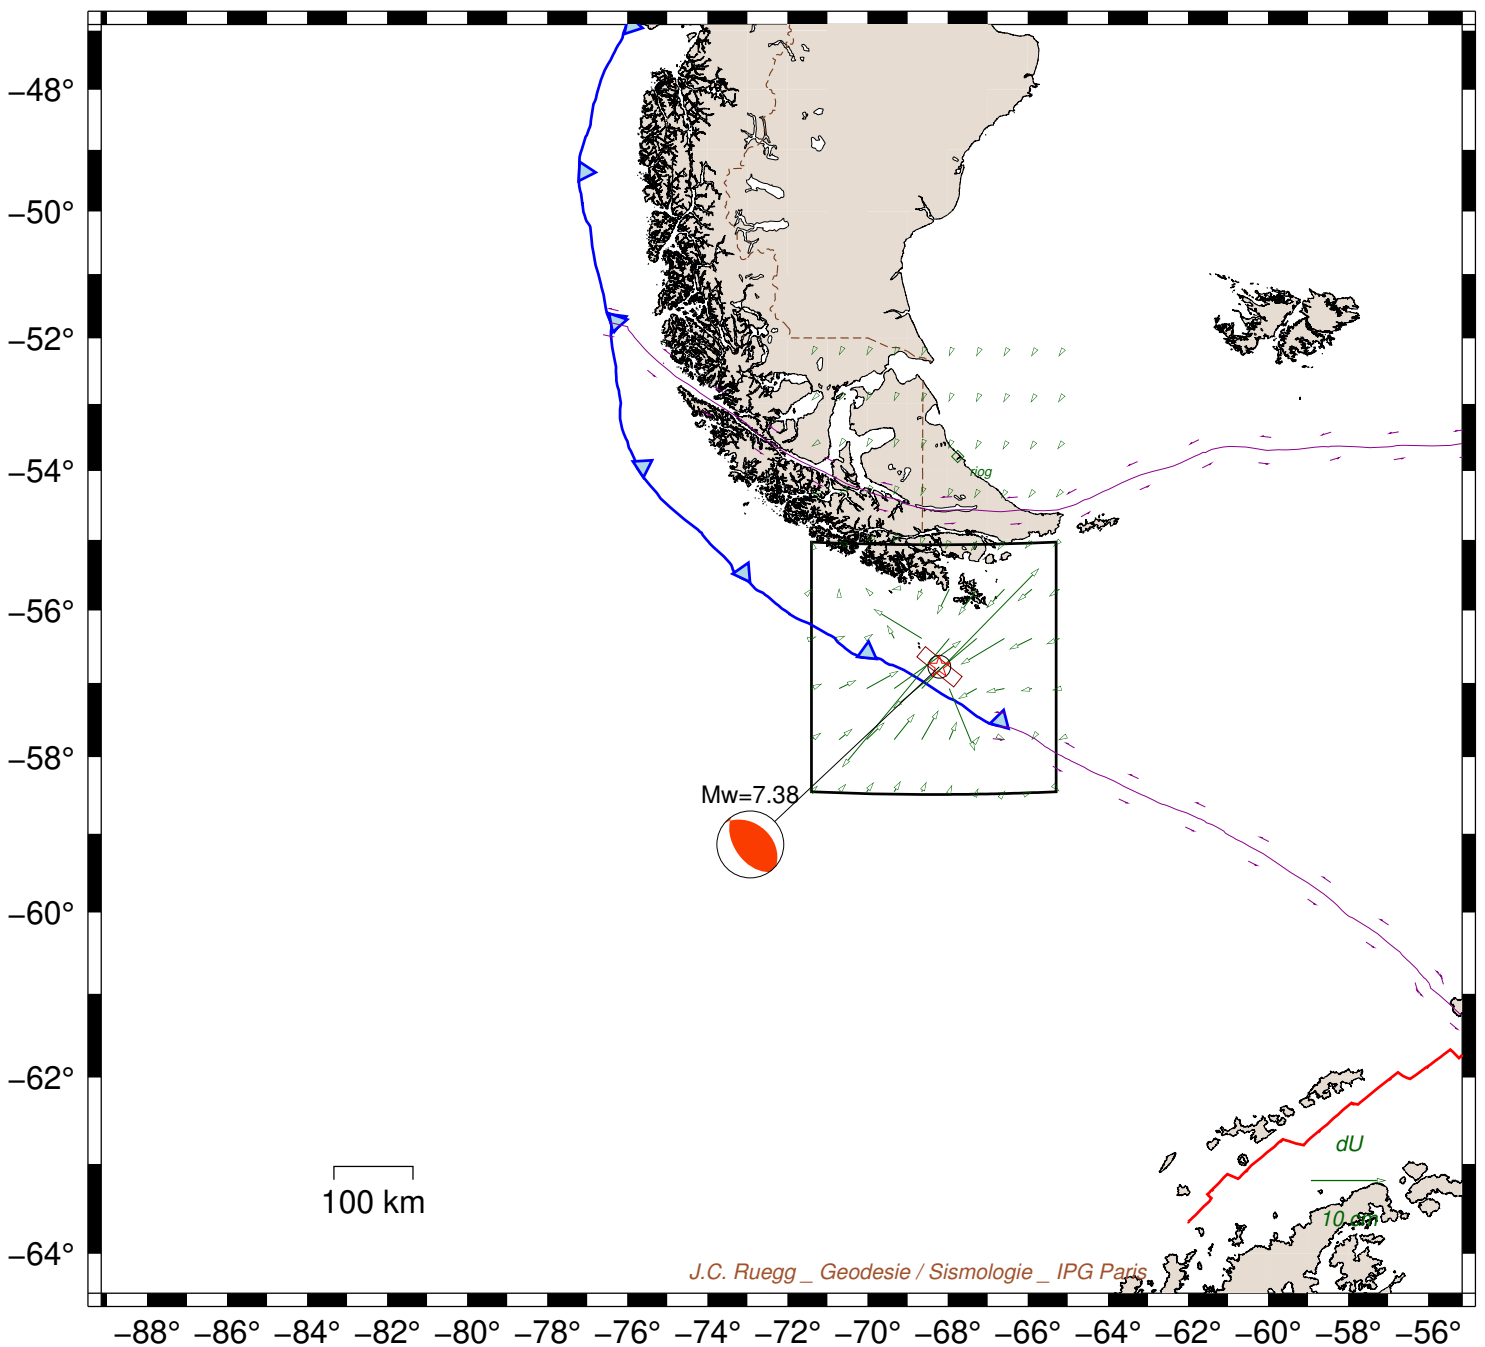 −48°
−50°
−52°
−54°
riog
−56°
−58°
Mw=7.38
−60°
−62°
dU
100 km
10 cm
−64°
J.C. Ruegg _ Geodesie / Sismologie _ IPG Paris
−88° −86° −84° −82° −80° −78° −76° −74° −72° −70° −68° −66° −64° −62° −60° −58° −56°